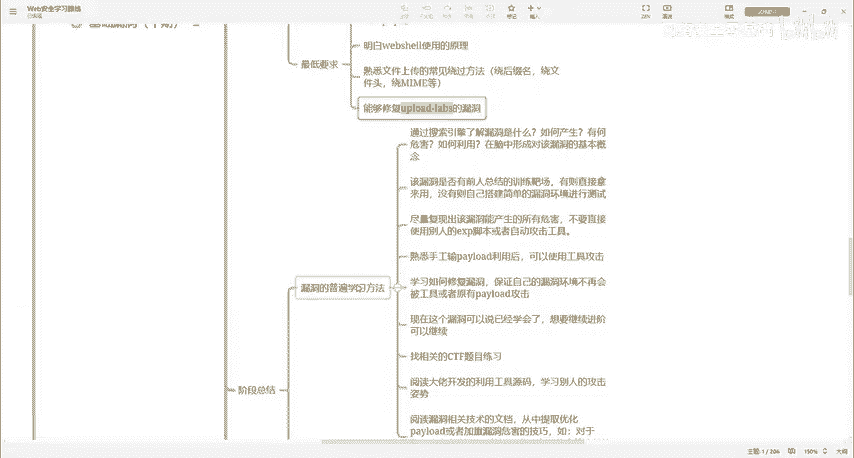 Web安全学习路线
最低要求
明白webshell使用的原理
熟悉文件上传的常见绕过方法（绕后缀名，绕文
件头，绕MIME等）
能够修复upload-labs的漏洞
漏洞的普遍学习方法
通过搜索引擎了解漏洞是什么？如何产生？有何
危害？如何利用？在脑中形成对该漏洞的基本概
念
该漏洞是否有前人总结的训练靶场，有则直接拿
来用，没有则自己搭建简单的漏洞环境进行测试
尽量复现出该漏洞能产生的所有危害，不要直接
使用别人的exp脚本或者自动攻击工具。
熟悉手工输payload利用后，可以使用工具攻击
学习如何修复漏洞，保证自己的漏洞环境不再会
被工具或者原有payload攻击
现在这个漏洞可以说已经学会了，想要继续进阶
可以继续
找相关的CTF题目练习
阅读大佬开发的利用工具源码，学习别人的攻击
姿势
阅读漏洞相关技术的文档，从中提取优化
payload或者加重漏洞危害的技巧，如：对于
阶段总结
150%
大纲